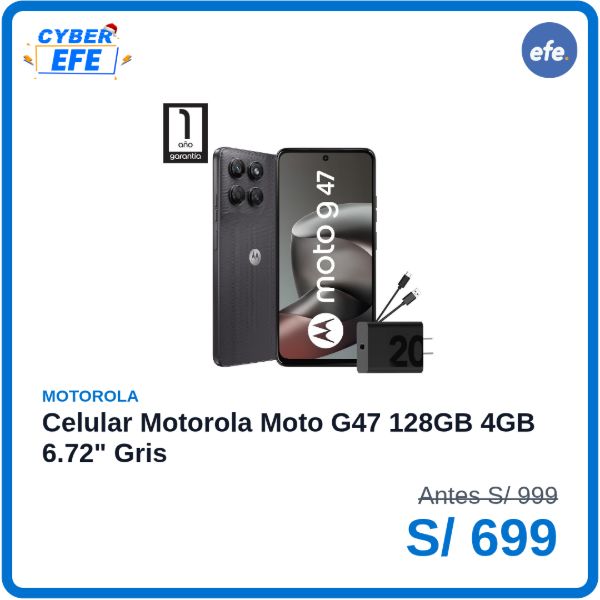 CYBER
EFE
efe.
1
año
garantía
moto g47
20
MOTOROLA
Celular Motorola Moto G47 128GB 4GB
6.72" Gris
Antes S/ 999
S/ 699